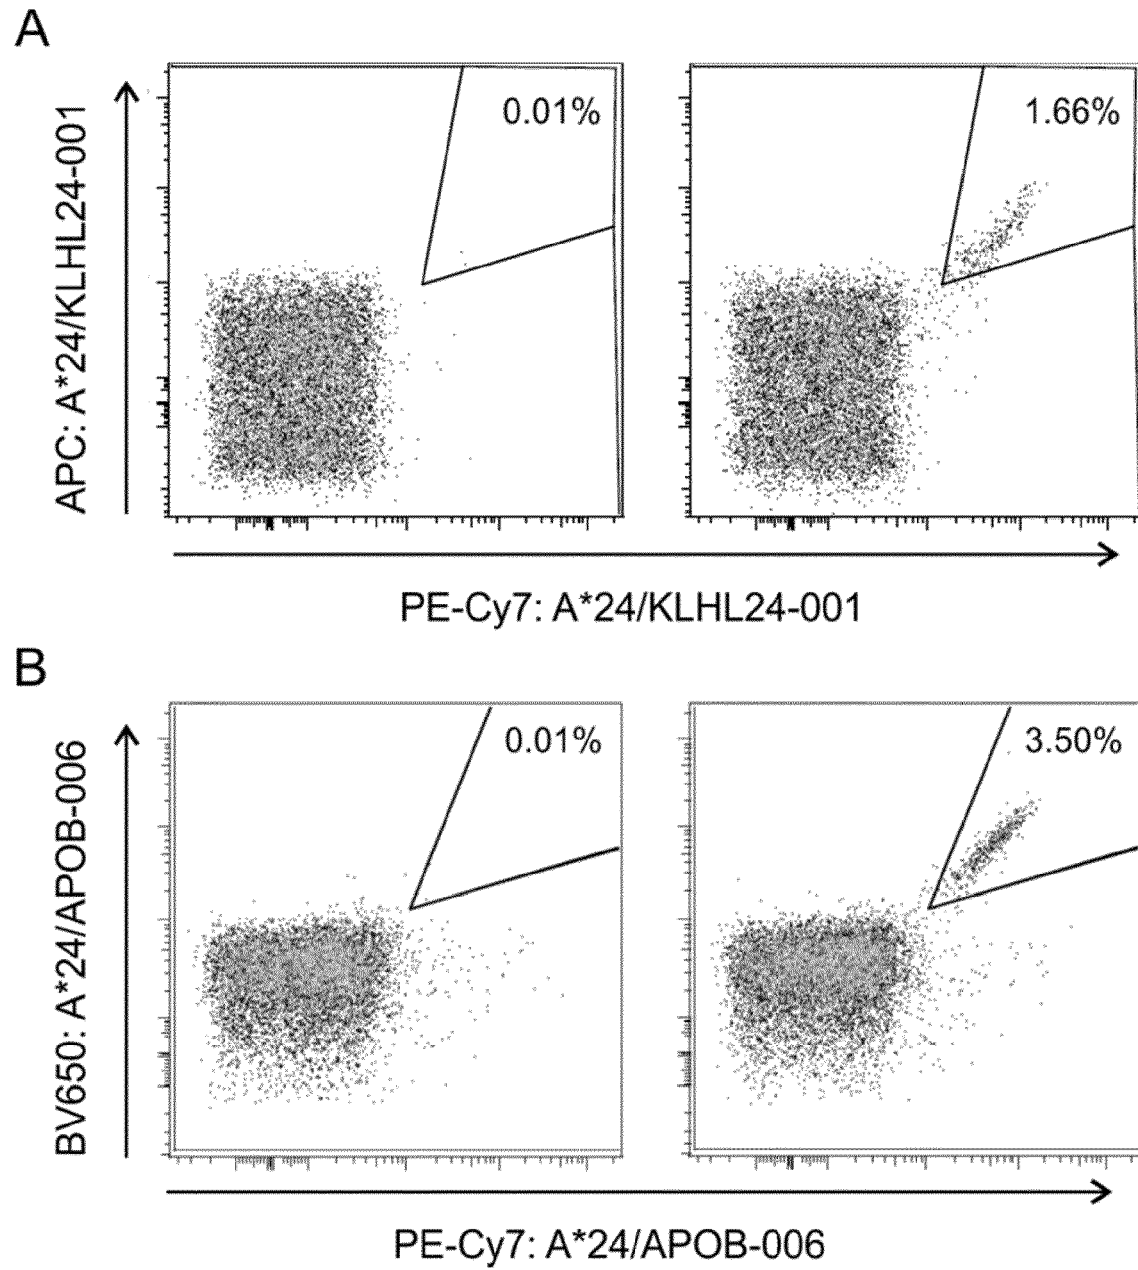 A
APC: A*24/KLHL24-001
0.01%
1.66%
PE-Cy7: A*24/KLHL24-001
B
BV650: A*24/APOB-006
0.01%
3.50%
PE-Cy7: A*24/APOB-006